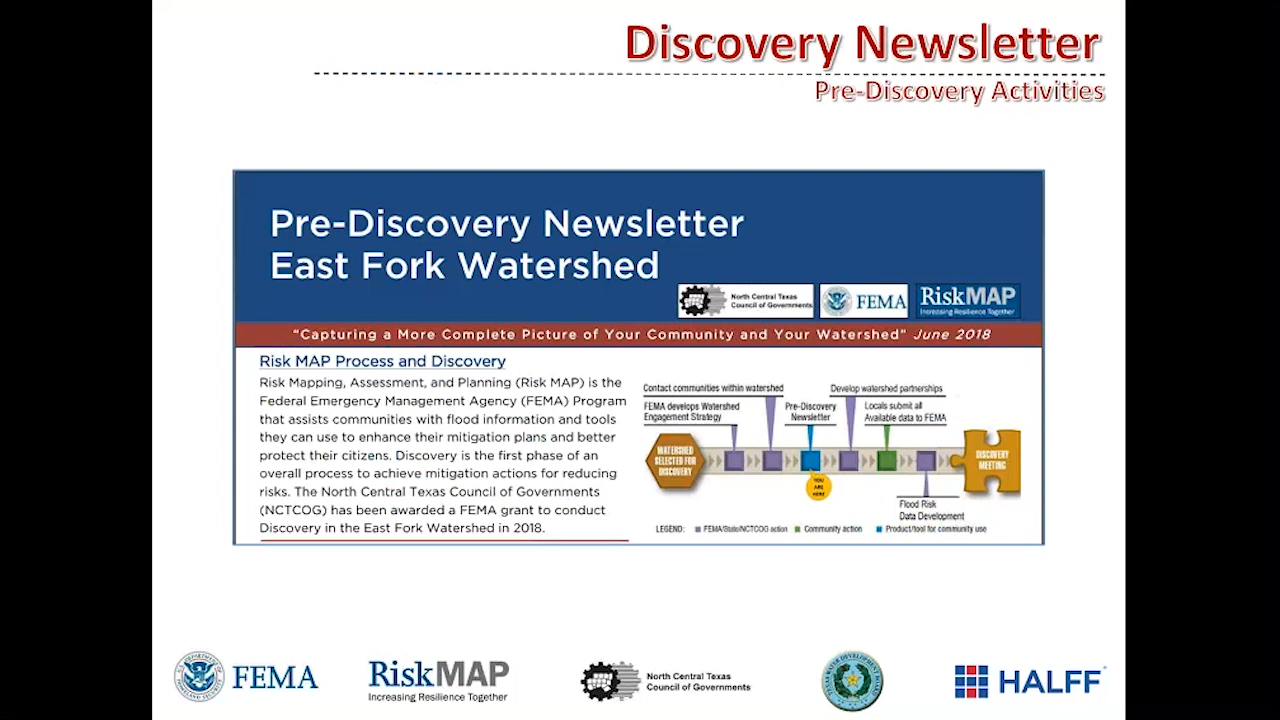 Discovery Newsletter
Pre-Discovery Activities
Pre-Discovery Newsletter
East Fork Watershed
North Central Texas
Council of Governments
FEMA
RiskMAP
Increasing Resilience Together
“Capturing a More Complete Picture of Your Community and Your Watershed” June 2018
Risk MAP Process and Discovery
Risk Mapping, Assessment, and Planning (Risk MAP) is the
Federal Emergency Management Agency (FEMA) Program
that assists communities with flood information and tools
they can use to enhance their mitigation plans and better
protect their citizens. Discovery is the first phase of an
overall process to achieve mitigation actions for reducing
risks. The North Central Texas Council of Governments
(NCTCOG) has been awarded a FEMA grant to conduct
Discovery in the East Fork Watershed in 2018.
Contact communities within watershed
Develop watershed partnerships
FEMA develops Watershed
Engagement Strategy
Pre-Discovery
Newsletter
Locals submit all
Available data to FEMA
WATERSHED
SELECTED FOR
DISCOVERY
DISCOVERY
MEETING
YOU
ARE
HERE
Flood Risk
Data Development
LEGEND: FEMA/State/NCTCOG action Community action Product/tool for community use
FEMA
RiskMAP
Increasing Resilience Together
North Central Texas
Council of Governments
HALFF